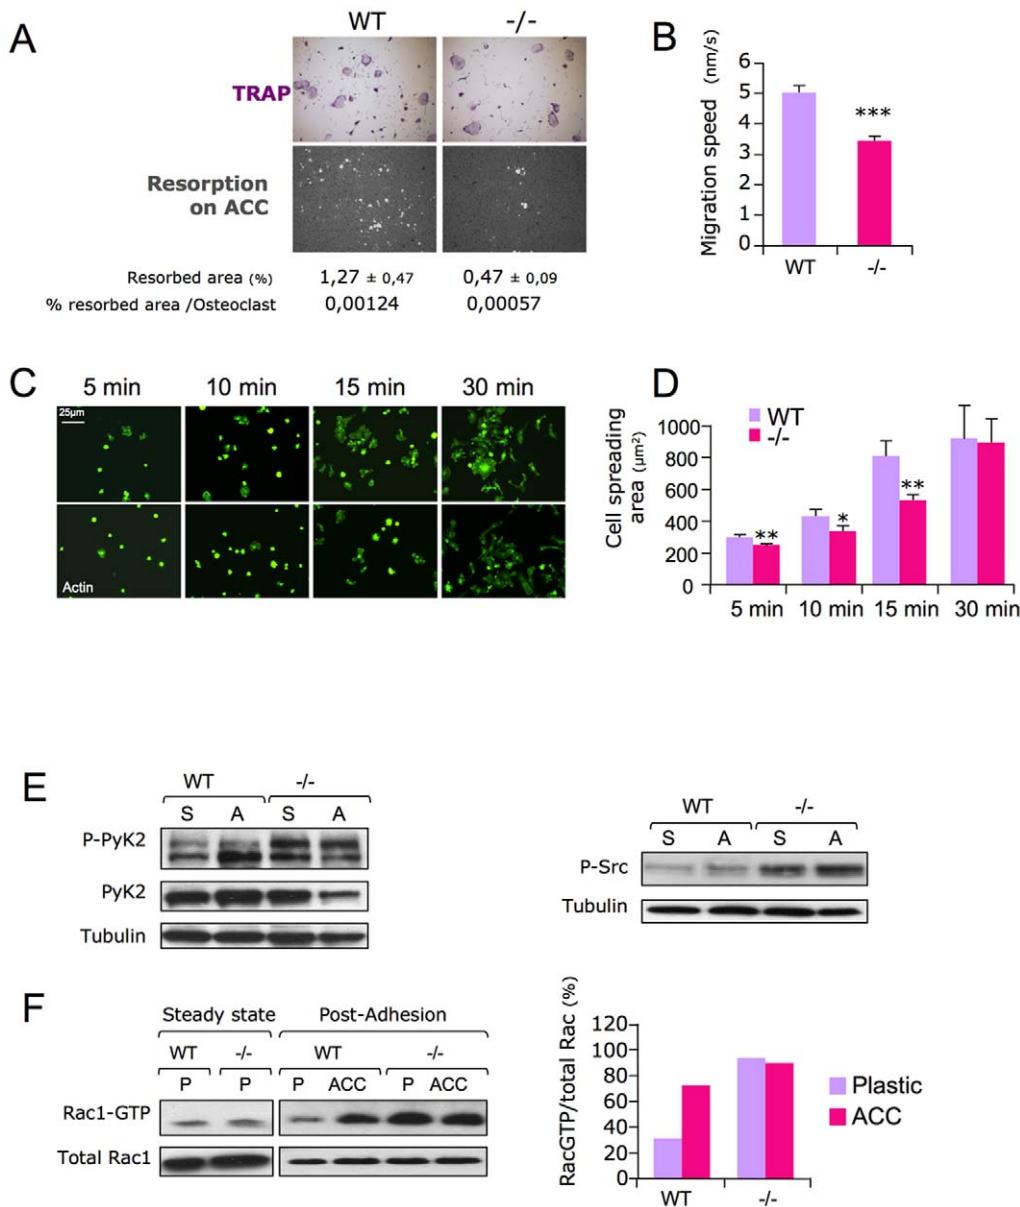 A
WT -/-
TRAP
Resorption
on ACC
Resorbed area (%) 1,27 ± 0,47 0,47 ± 0,09
% resorbed area /Osteoclast 0,00124 0,00057
B
Migration speed (nm/s)
6
5
4
3
2
1
0
***
WT -/-
C
5 min 10 min 15 min 30 min
25µm
Actin
D
Cell spreading
area (µm²)
WT
-/-
1000
800
600
400
200
0
** * **
5 min 10 min 15 min 30 min
E
WT -/-
S A S A
P-PyK2
PyK2
Tubulin
WT -/-
S A S A
P-Src
Tubulin
F
Steady state Post-Adhesion
WT -/- WT -/-
P P P ACC P ACC
Rac1-GTP
Total Rac1
RacGTP/total Rac (%)
120
100
80
60
40
20
0
WT -/-
Plastic
ACC